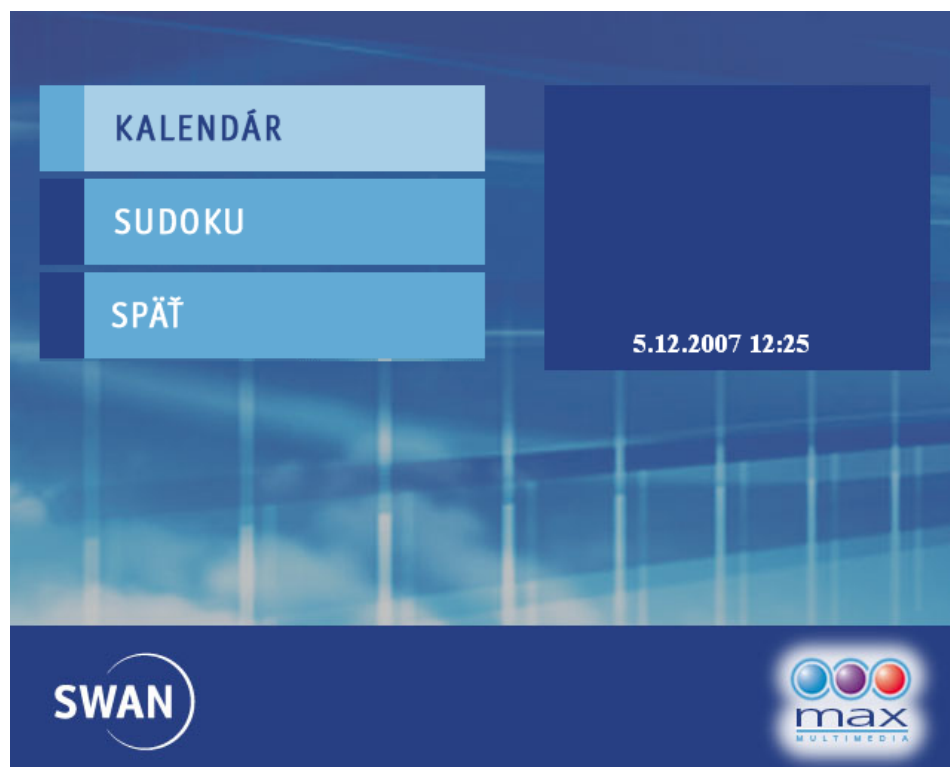 KALENDÁR
SUDOKU
SPÄŤ
5.12.2007 12:25
SWAN
max
MULTIMEDIA